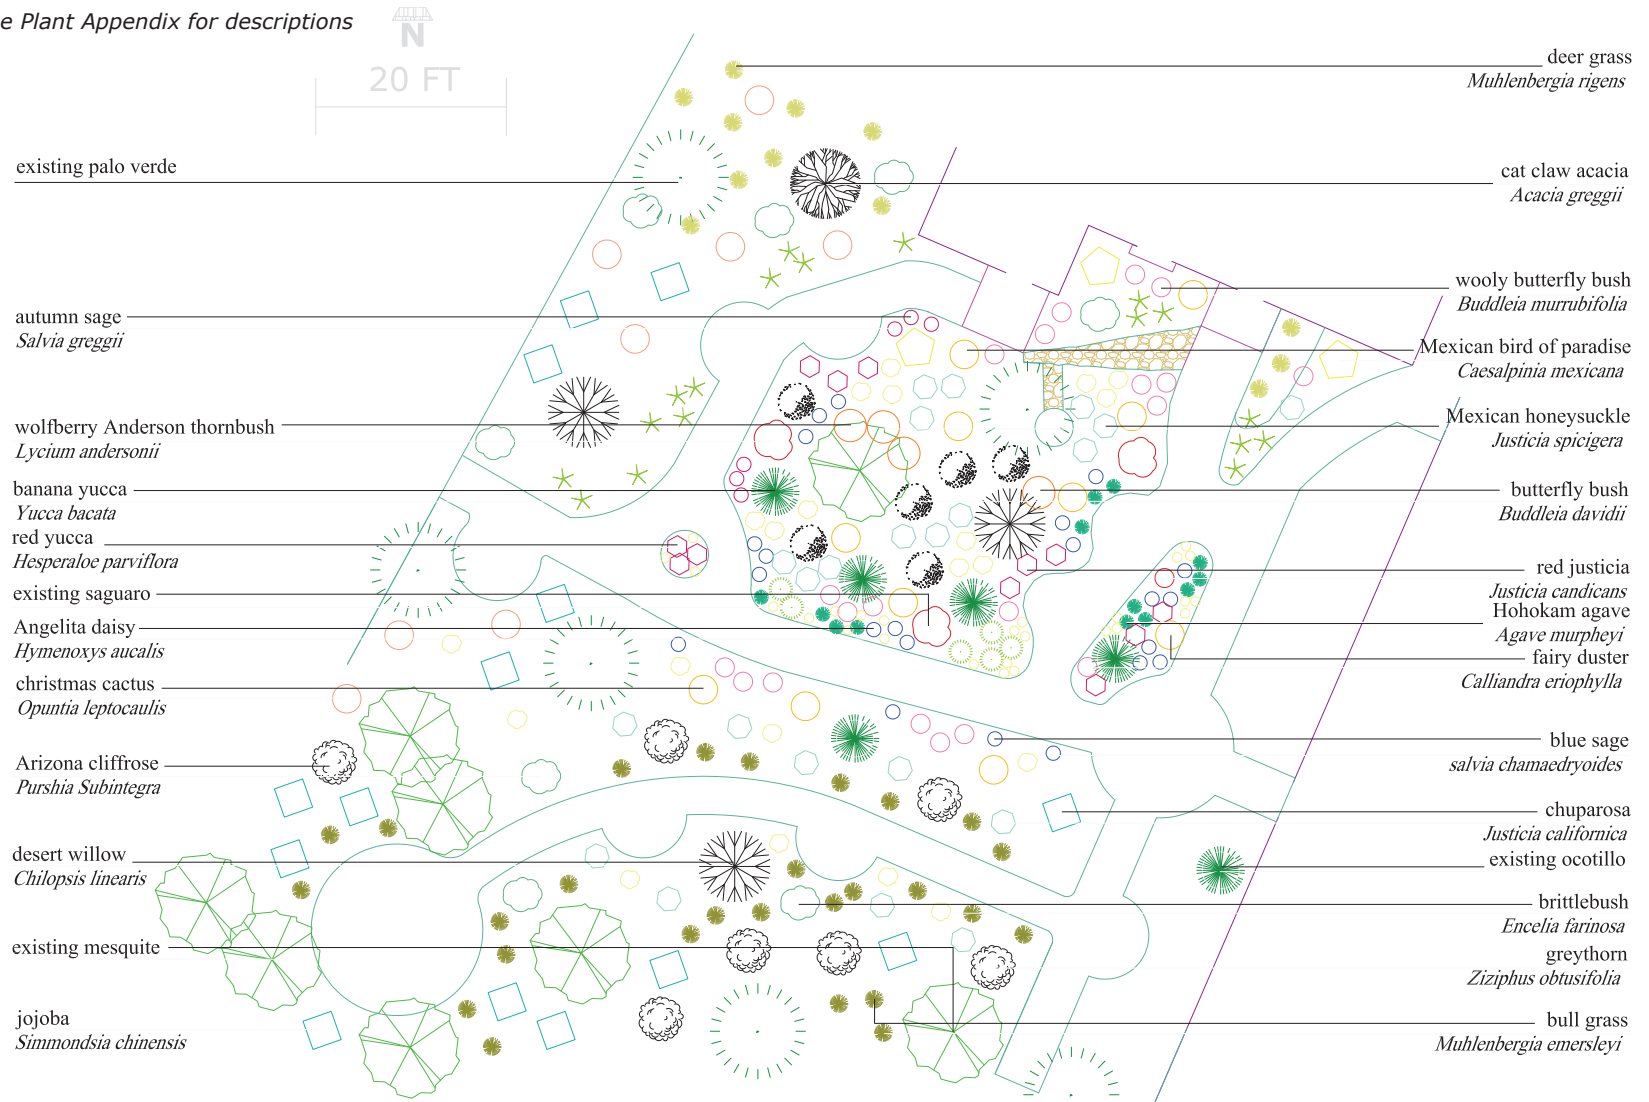 e Plant Appendix for descriptions
N
20 FT
existing palo verde
autumn sage
Salvia greggii
wolfberry Anderson thornbush
Lycium andersonii
banana yucca
Yucca bacata
red yucca
Hesperaloe parviflora
existing saguaro
Angelita daisy
Hymenoxys aucalis
christmas cactus
Opuntia leptocaulis
Arizona cliffrose
Purshia Subintegra
desert willow
Chilopsis linearis
existing mesquite
jojoba
Simmondsia chinensis
deer grass
Muhlenbergia rigens
cat claw acacia
Acacia greggii
wooly butterfly bush
Buddleia murrubifolia
Mexican bird of paradise
Caesalpinia mexicana
Mexican honeysuckle
Justicia spicigera
butterfly bush
Buddleia davidii
red justicia
Justicia candicans
Hohokam agave
Agave murpheyi
fairy duster
Calliandra eriophylla
blue sage
salvia chamaedryoides
chuparosa
Justicia californica
existing ocotillo
brittlebush
Encelia farinosa
greythorn
Ziziphus obtusifolia
bull grass
Muhlenbergia emersleyi